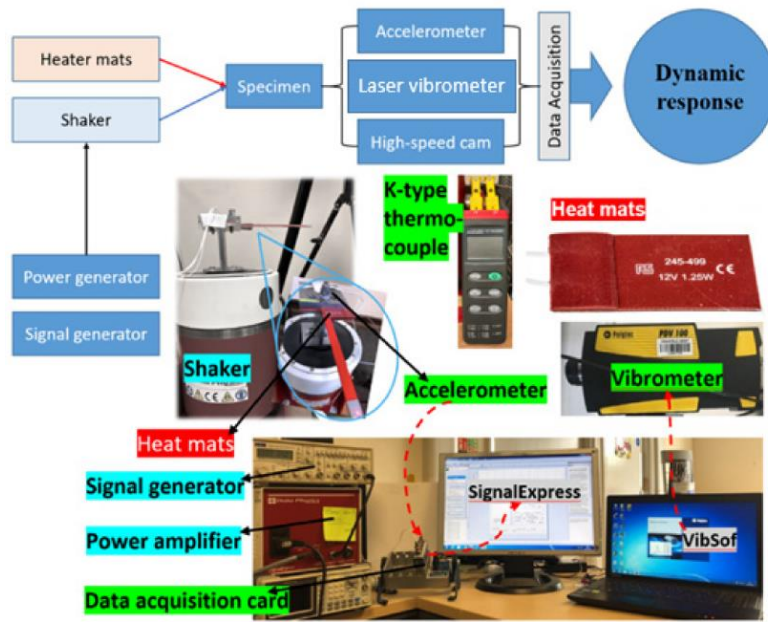 Heater mats
Shaker
Specimen
Accelerometer
Laser vibrometer
High-speed cam
Data Acquisition
Dynamic
response
Power generator
Signal generator
K-type
thermo-
couple
Heat mats
245-499
12V 1.25W
CE
Polytec
PDV 100
Vibrometer
Shaker
Accelerometer
Heat mats
Signal generator
Power amplifier
Data acquisition card
SignalExpress
VibSof